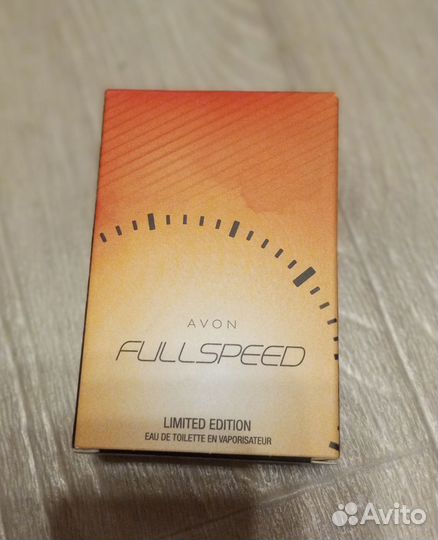 AVON
FULLSPEED
LIMITED EDITION
EAU DE TOILETTE EN VAPORISATEUR
Avito